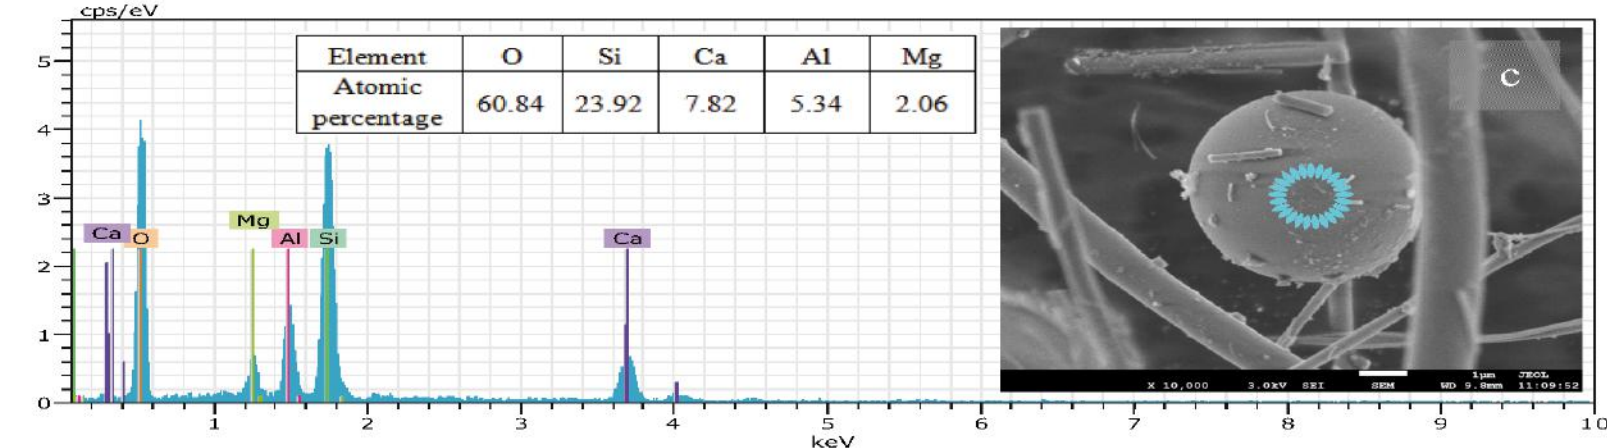 cps/eV
Element O Si Ca Al Mg
Atomic percentage 60.84 23.92 7.82 5.34 2.06
C
5
4
3
2
1
0
Ca O Mg Al Si Ca
X 10,000 3.0kV SEI SEM 1µm JEOL
WD 9.8mm 11:09:52
1 2 3 4 5 6 7 8 9 10
keV